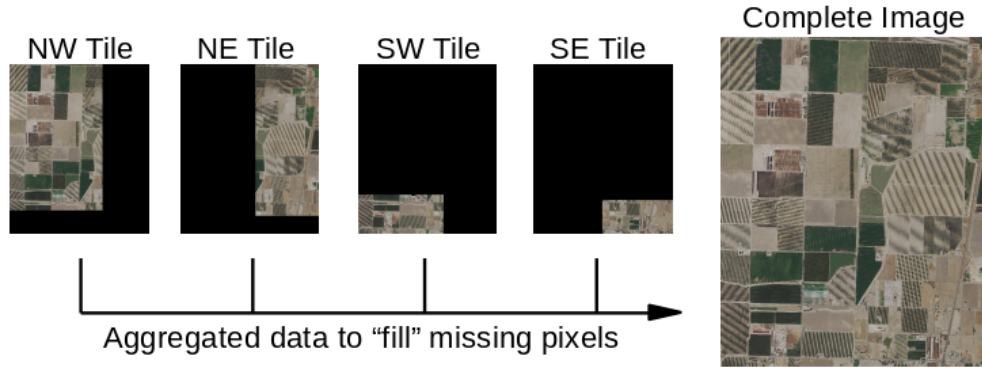 Complete Image
NW Tile
NE Tile
SW Tile
SE Tile
Aggregated data to “fill” missing pixels